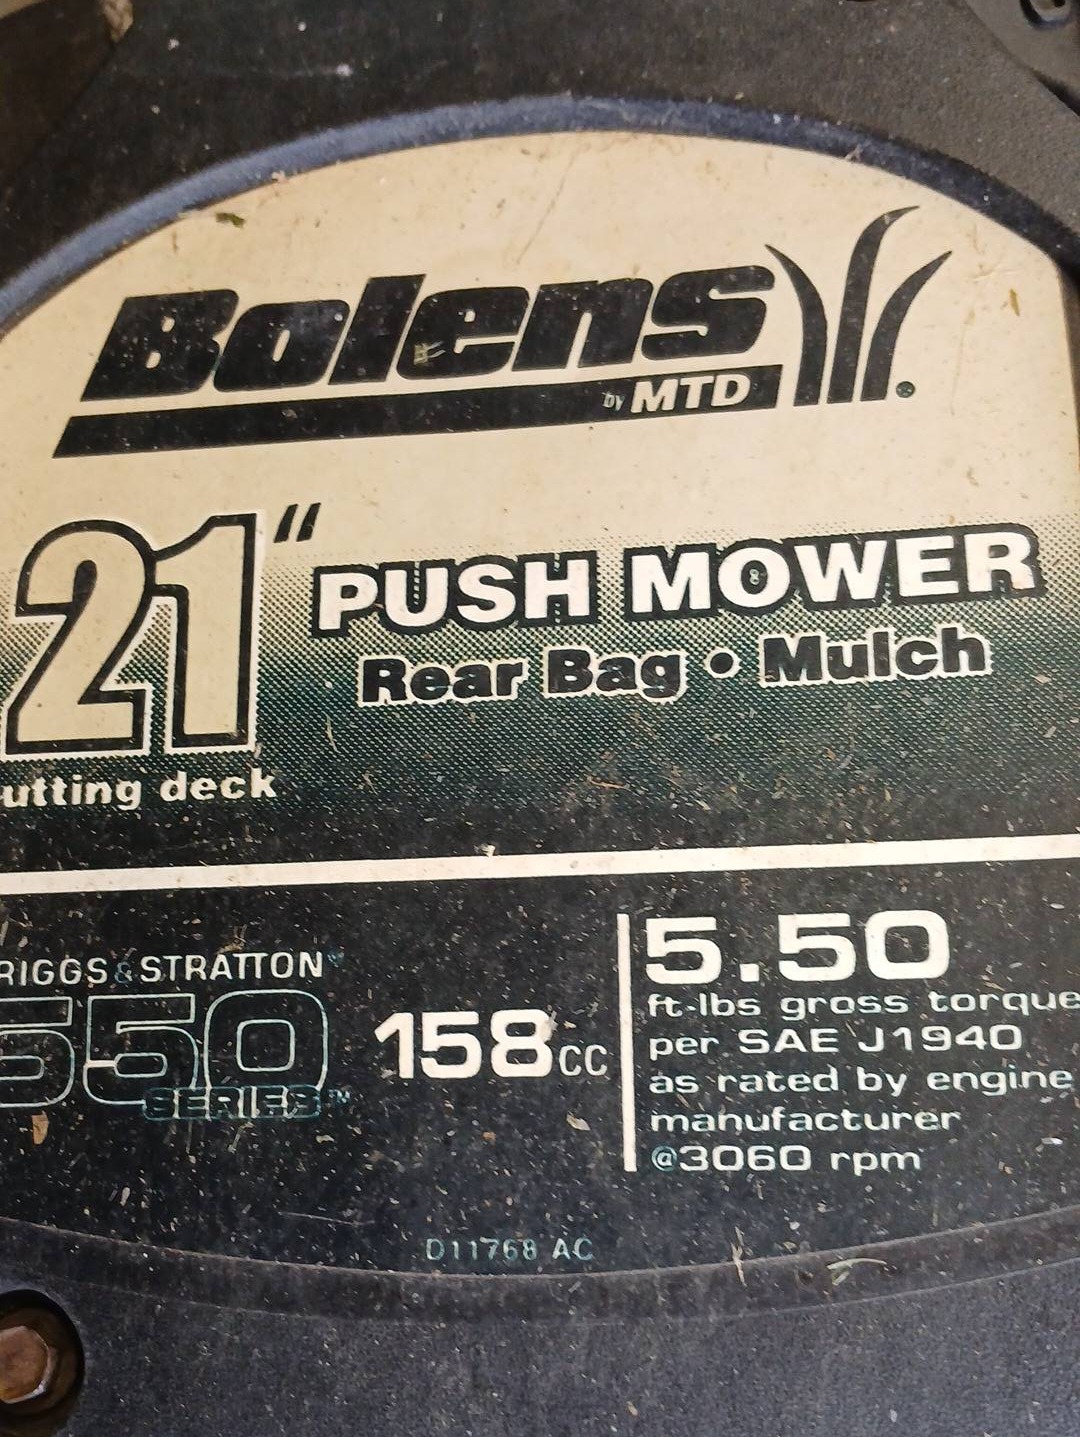 Bolens
by MTD
21"
PUSH MOWER
Rear Bag • Mulch
utting deck
RIGGS & STRATTON
550
SERIES™
158cc
5.50
ft-lbs gross torque
per SAE J1940
as rated by engine
manufacturer
@3060 rpm
D11768 AC